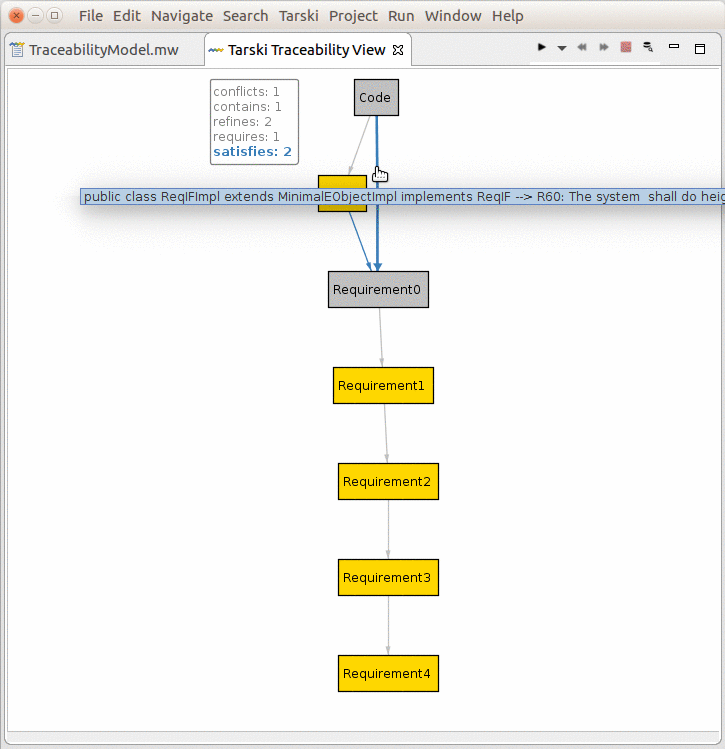 File Edit Navigate Search Tarski Project Run Window Help
TraceabilityModel.mw
Tarski Traceability View
conflicts: 1
contains: 1
refines: 2
requires: 1
satisfies: 2
Code
public class ReqIFImpl extends MinimalEObjectImpl implements ReqIF --> R60: The system shall do
Requirement0
Requirement1
Requirement2
Requirement3
Requirement4